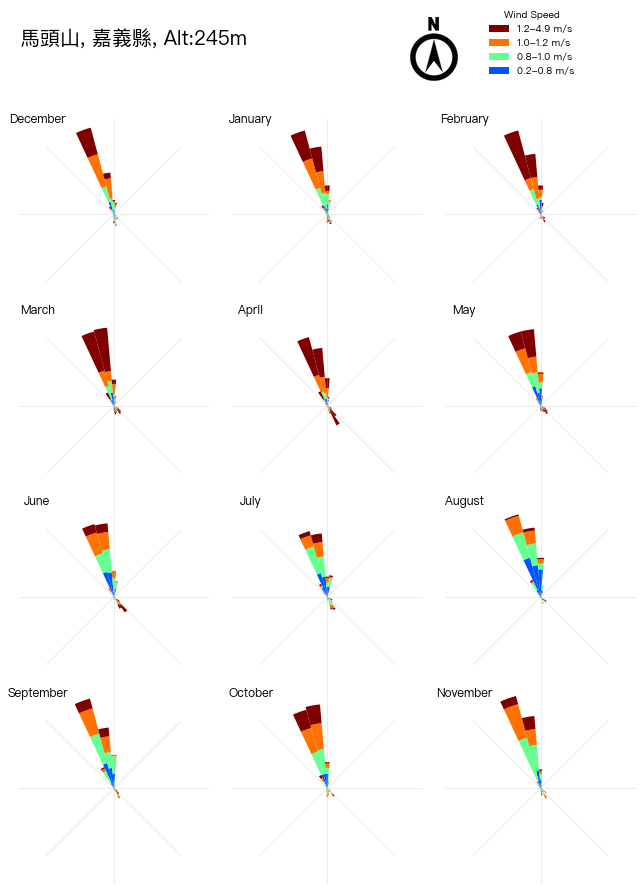 馬頭山, 嘉義縣, Alt:245m
N
Wind Speed
1.2–4.9 m/s
1.0–1.2 m/s
0.8–1.0 m/s
0.2–0.8 m/s
December
January
February
March
April
May
June
July
August
September
October
November